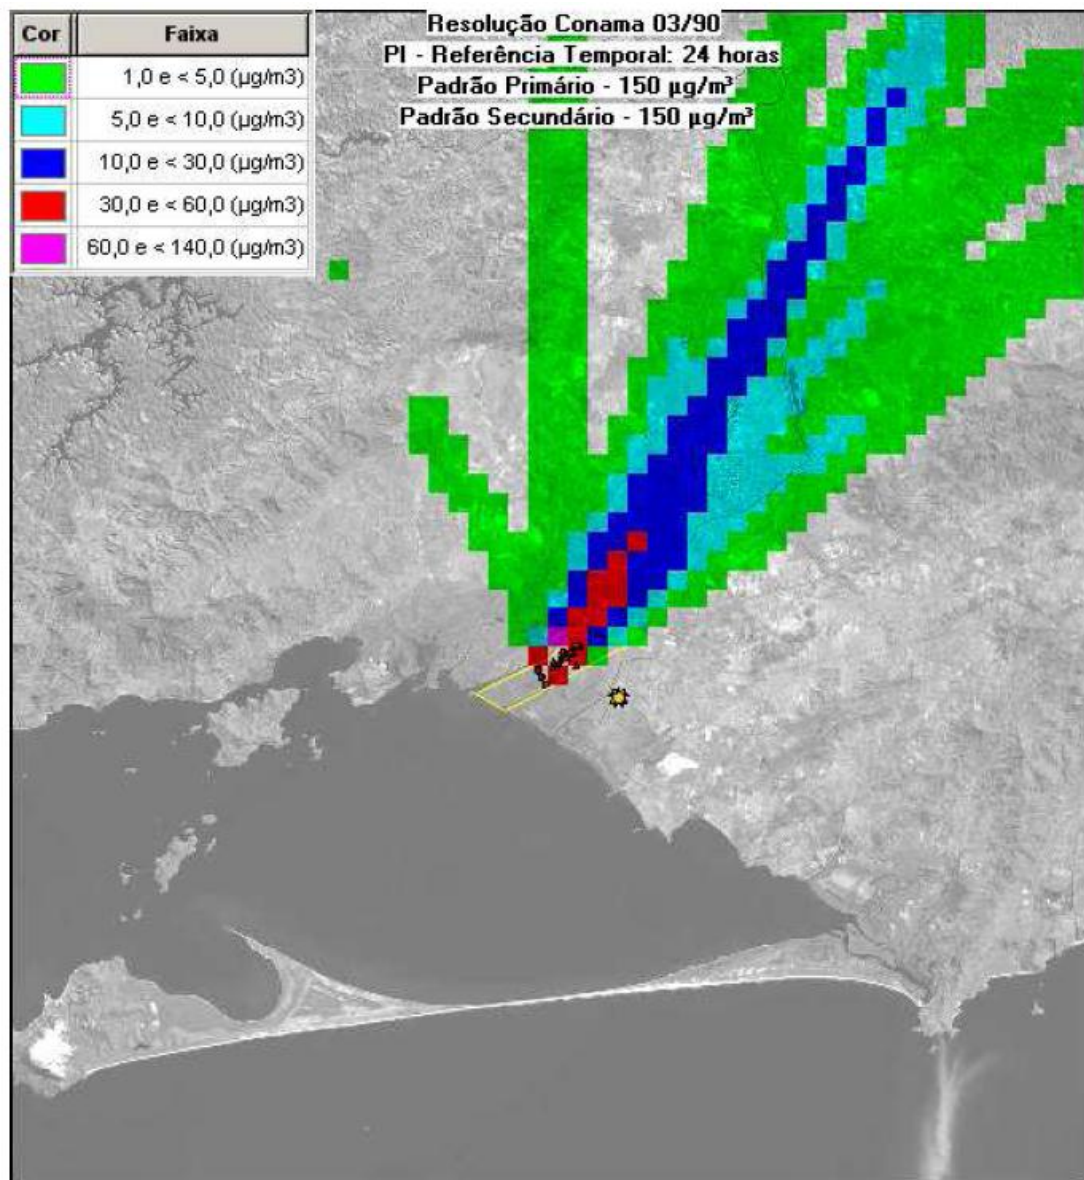 Cor Faixa
1,0 e < 5,0 (µg/m3)
5,0 e < 10,0 (µg/m3)
10,0 e < 30,0 (µg/m3)
30,0 e < 60,0 (µg/m3)
60,0 e < 140,0 (µg/m3)
Resolução Conama 03/90
PI - Referência Temporal: 24 horas
Padrão Primário - 150 µg/m³
Padrão Secundário - 150 µg/m³